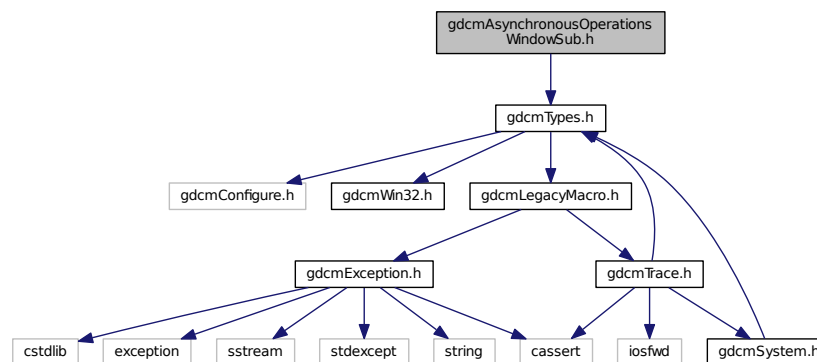 gdcmAsynchronousOperations
WindowSub.h
gdcmTypes.h
gdcmConfigure.h
gdcmWin32.h
gdcmLegacyMacro.h
gdcmException.h
gdcmTrace.h
cstdlib
exception
sstream
stdexcept
string
cassert
iosfwd
gdcmSystem.h